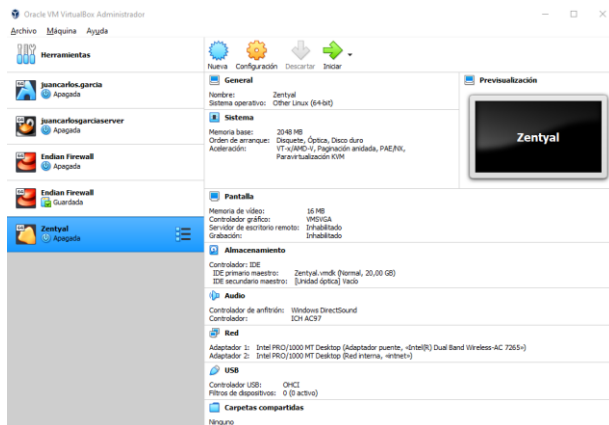 Oracle VM VirtualBox Administrador
Archivo Máquina Ayuda
Herramientas
juancarlos.garcia
Apagada
juancarlosgarciaserver
Apagada
Endian Firewall
Apagada
Endian Firewall
Guardada
Zentyal
Apagada
Nueva Configuración Descartar Iniciar
General
Nombre: Zentyal
Sistema operativo: Other Linux (64-bit)
Sistema
Memoria base: 2048 MB
Orden de arranque: Disquete, Óptica, Disco duro
Aceleración: VT-x/AMD-V, Paginación anidada, PAE/NX,
Paravirtualización KVM
Previsualización
Zentyal
Pantalla
Memoria de vídeo: 16 MB
Controlador gráfico: VMSVGA
Servidor de escritorio remoto: Inhabilitado
Grabación: Inhabilitado
Almacenamiento
Controlador: IDE
IDE primario maestro: Zentyal.vmdk (Normal, 20,00 GB)
IDE secundario maestro: [Unidad óptica] Vacío
Audio
Controlador de anfitrión: Windows DirectSound
Controlador: ICH AC97
Red
Adaptador 1: Intel PRO/1000 MT Desktop (Adaptador puente, «Intel(R) Dual Band Wireless-AC 7265»)
Adaptador 2: Intel PRO/1000 MT Desktop (Red interna, «intnet»)
USB
Controlador USB: OHCI
Filtros de dispositivos: 0 (0 activo)
Carpetas compartidas
Ninguno